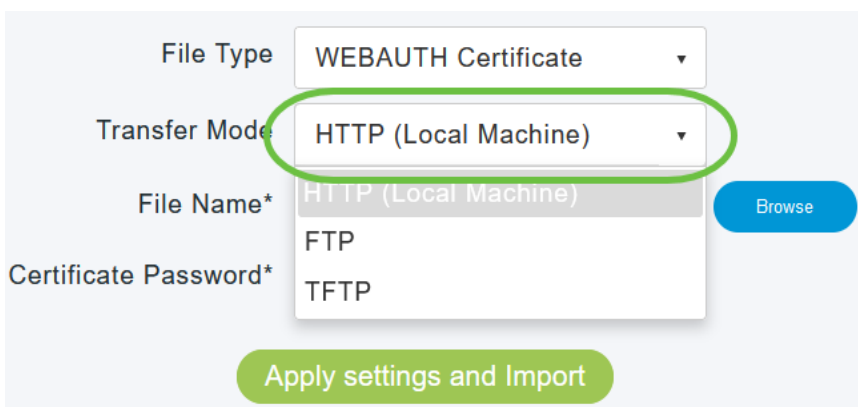 File Type WEBAUTH Certificate
Transfer Mode HTTP (Local Machine)
HTTP (Local Machine)
File Name* Browse
FTP
Certificate Password*
TFTP
Apply settings and Import